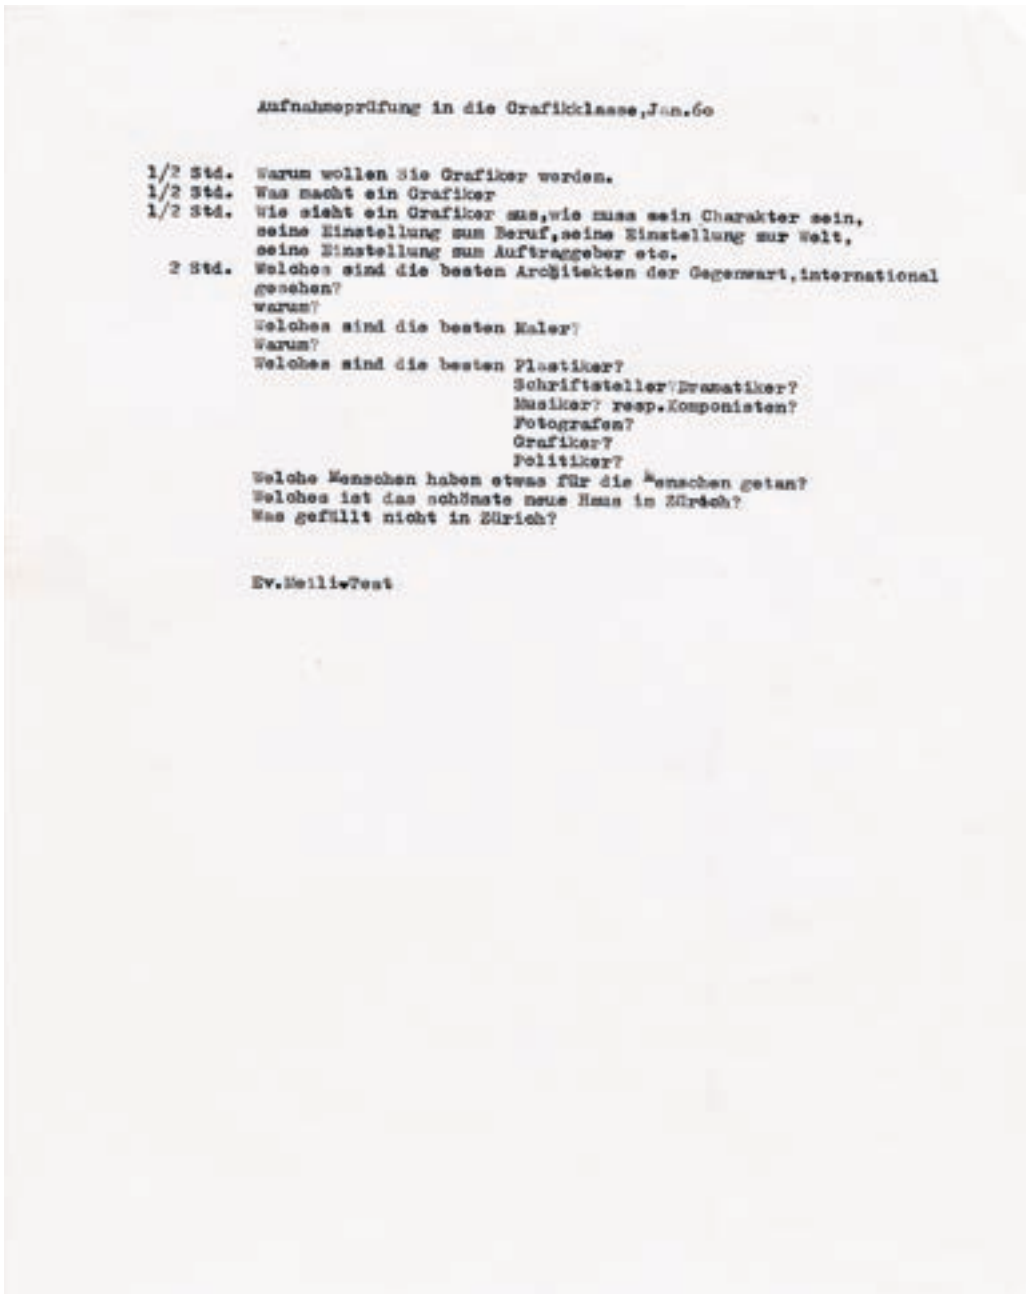 Aufnahmeprüfung in die Grafikklasse,Jan.60
1/2 Std. Warum wollen Sie Grafiker werden.
1/2 Std. Was macht ein Grafiker
1/2 Std. Wie sieht ein Grafiker aus,wie muss sein Charakter sein,
seine Einstellung zum Beruf,seine Einstellung zur Welt,
seine Einstellung zum Auftraggeber etc.
2 Std. Welches sind die besten Architekten der Gegenwart,international
gesehen?
warum?
Welches sind die besten Maler?
Warum?
Welches sind die besten Plastiker?
Schriftsteller?Dramatiker?
Musiker? resp.Komponisten?
Fotografen?
Grafiker?
Politiker?
Welche Menschen haben etwas für die Menschen getan?
Welches ist das schönste neue Haus in Zürich?
Was gefällt nicht in Zürich?
Ev.Meili-Test